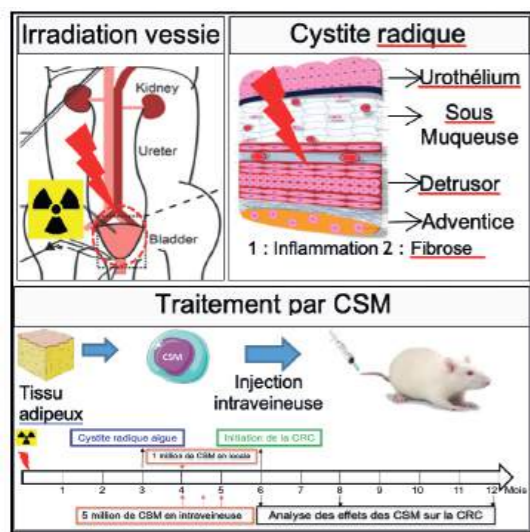 Irradiation vessie
Kidney
Ureter
Bladder
Cystite radique
Urothélium
Sous
Muqueuse
Detrusor
Adventice
1 : Inflammation 2 : Fibrose
Traitement par CSM
Tissu
adipeux
CSM
Injection
intraveineuse
Cystite radique aigue
Initiation de la CRC
1 million de CSM en locale
1 2 3 4 5 6 7 8 9 10 11 12 Mois
5 million de CSM en intraveineuse
Analyse des effets des CSM sur la CRC